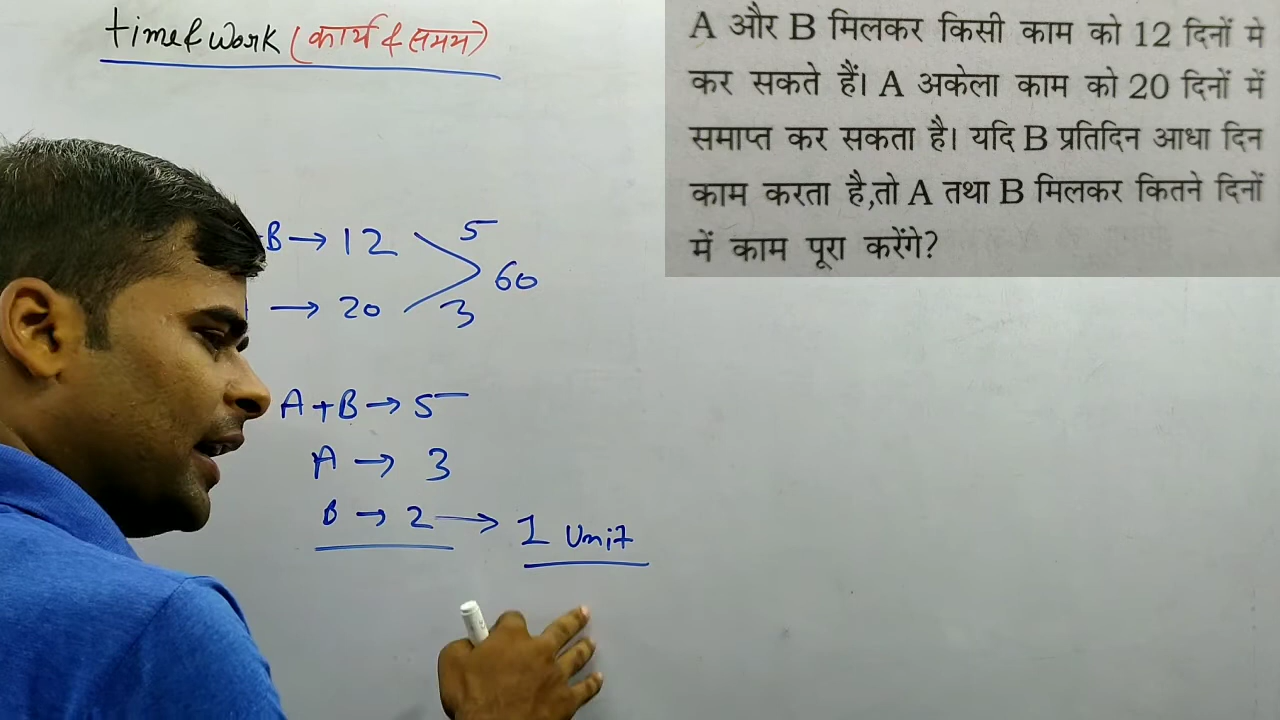 time & work (कार्य & समय)
A और B मिलकर किसी काम को 12 दिनों मे
कर सकते हैं। A अकेला काम को 20 दिनों में
समाप्त कर सकता है। यदि B प्रतिदिन आधा दिन
काम करता है,तो A तथा B मिलकर कितने दिनों
में काम पूरा करेंगे?
B → 12 5
60
→ 20 3
A + B → 5
A → 3
B → 2 → 1 Unit